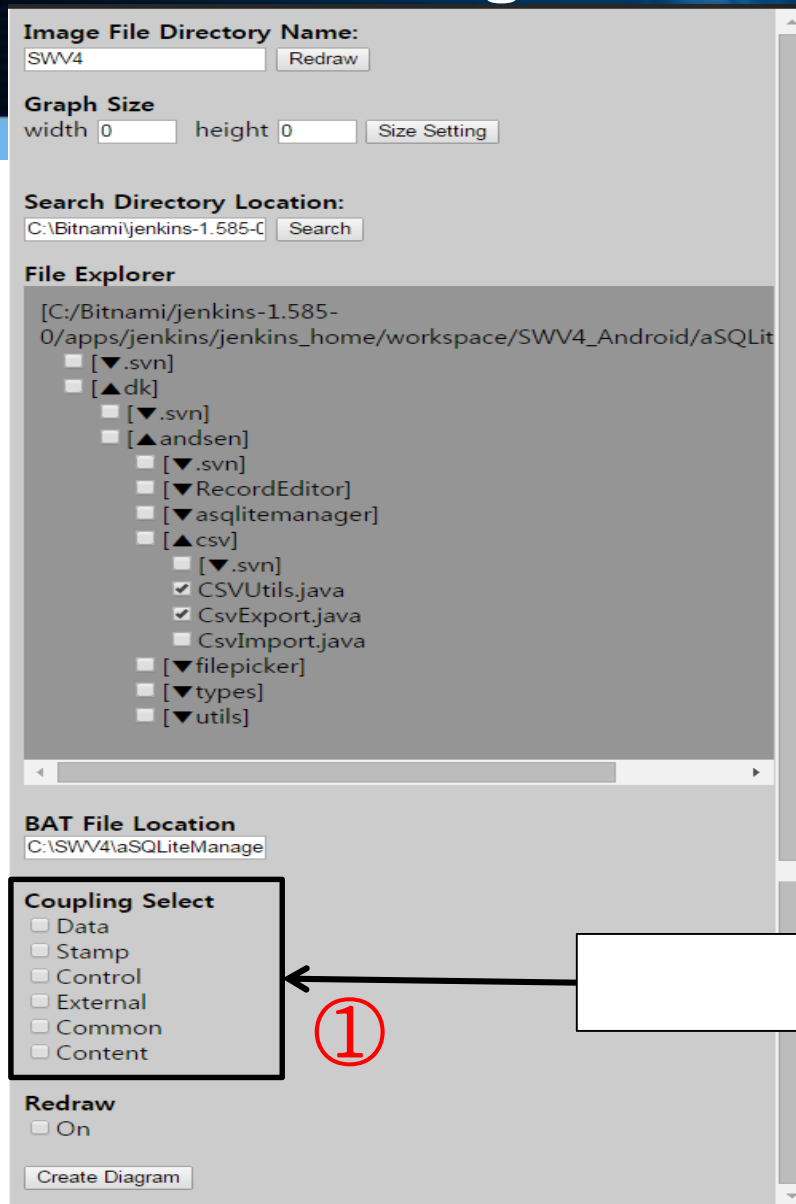 Image File Directory Name:
SWV4 Redraw
Graph Size
width 0 height 0 Size Setting
Search Directory Location:
C:\Bitnami\jenkins-1.585-0 Search
File Explorer
[C:/Bitnami/jenkins-1.585-
0/apps/jenkins/jenkins_home/workspace/SWV4_Android/aSQLit
[▼.svn]
[▲dk]
[▼.svn]
[▲andsen]
[▼.svn]
[▼RecordEditor]
[▼asqlitemanager]
[▲csv]
[▼.svn]
CSVUtils.java
CsvExport.java
CsvImport.java
[▼filepicker]
[▼types]
[▼utils]
BAT File Location
C:\SWV4\aSQLiteManage
Coupling Select
Data
Stamp
Control
External
Common
Content
①
Redraw
On
Create Diagram